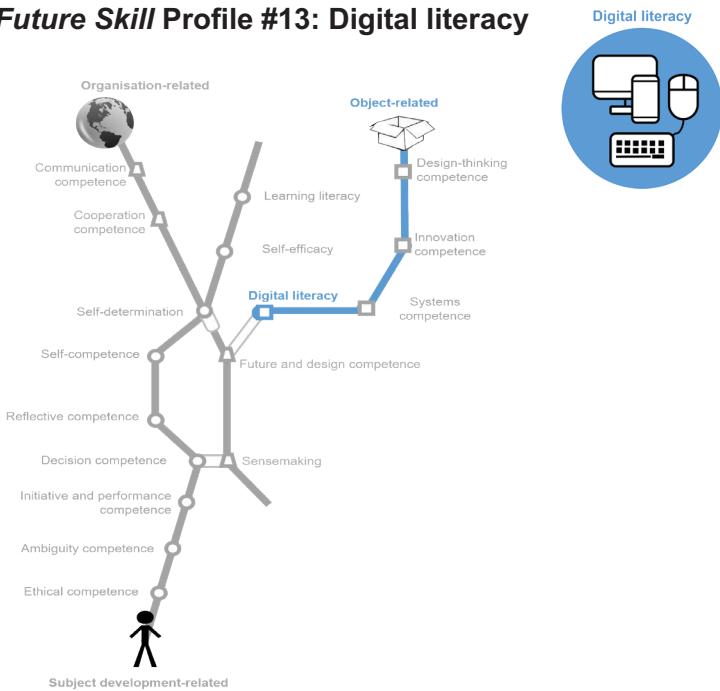 Future Skill Profile #13: Digital literacy
Digital literacy
Organisation-related
Object-related
Communication
competence
Design-thinking
competence
Learning literacy
Cooperation
competence
Innovation
competence
Self-efficacy
Digital literacy
Systems
competence
Self-determination
Self-competence
Future and design competence
Reflective competence
Decision competence
Sensemaking
Initiative and performance
competence
Ambiguity competence
Ethical competence
Subject development-related